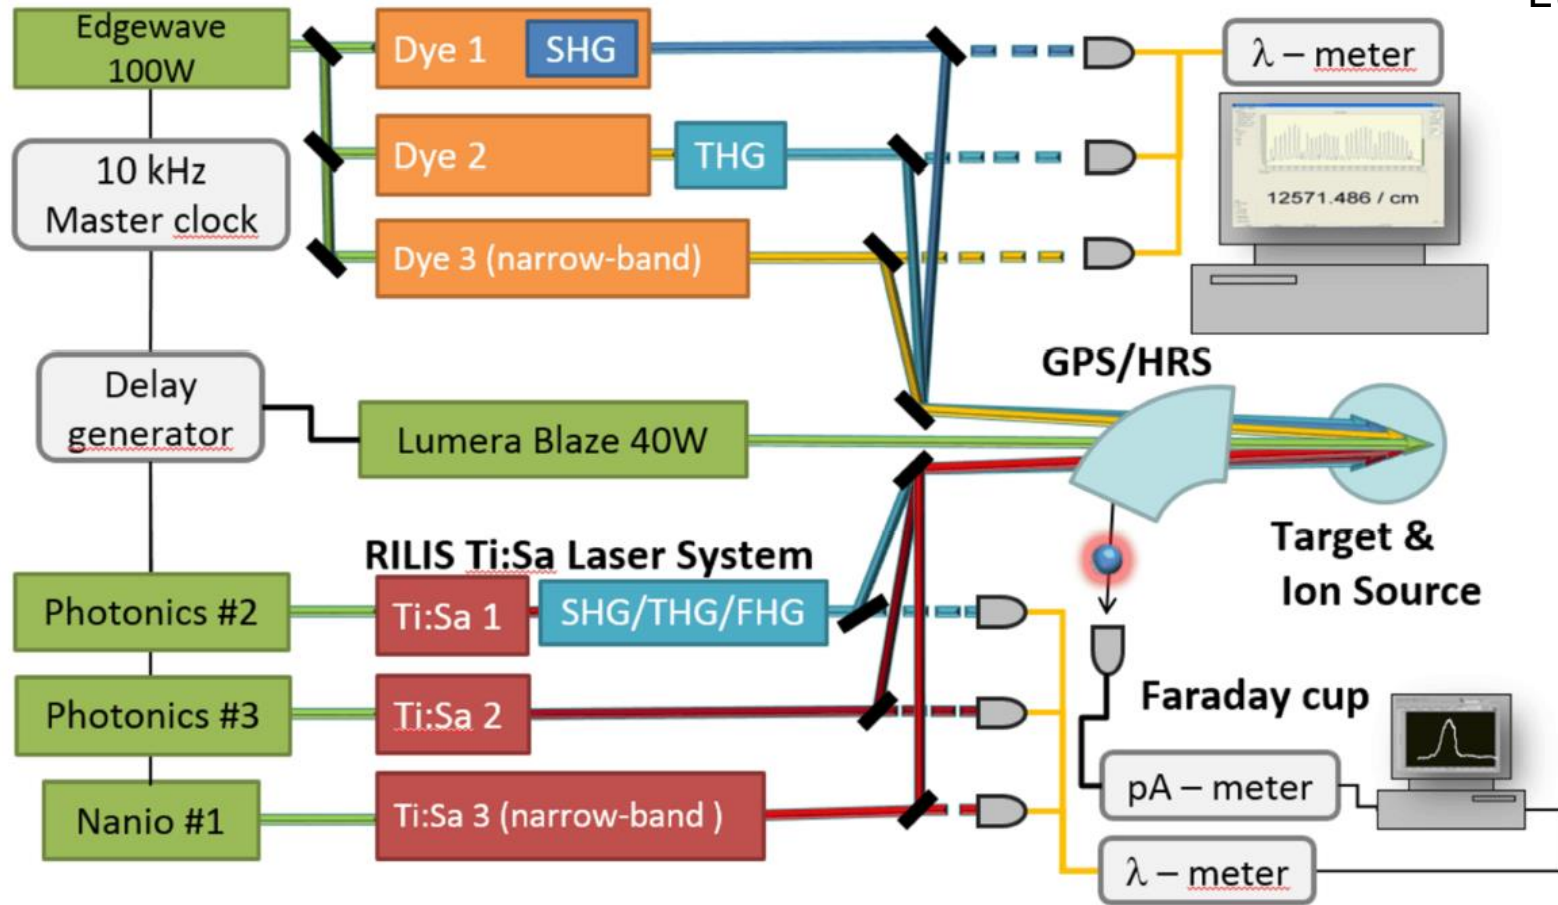 Edgewave
100W
Dye 1
SHG
λ – meter
10 kHz
Master clock
Dye 2
THG
12571.486 / cm
Dye 3 (narrow-band)
GPS/HRS
Delay
generator
Lumera Blaze 40W
RILIS Ti:Sa Laser System
Target &
Ion Source
Photonics #2
Ti:Sa 1
SHG/THG/FHG
Photonics #3
Ti:Sa 2
Faraday cup
Nanio #1
Ti:Sa 3 (narrow-band )
pA – meter
λ – meter